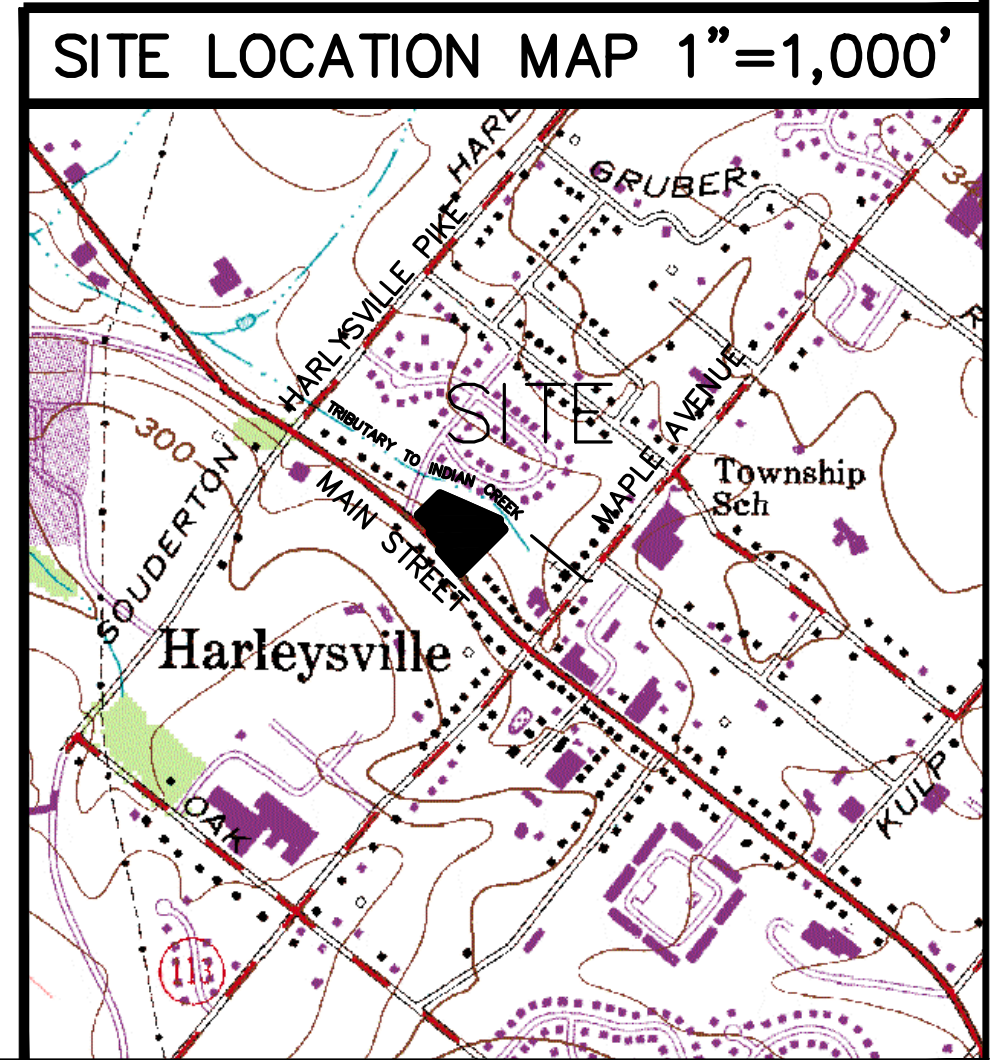 SITE LOCATION MAP 1"=1,000'
HARL
GRUBER
HARLYSVILLE PIKE
SITE
TRIBUTARY TO INDIAN CREEK
MAPLE AVENUE
300
SOUDERTON
MAIN STREET
Township
Sch
Harleysville
OAK
KULP
113